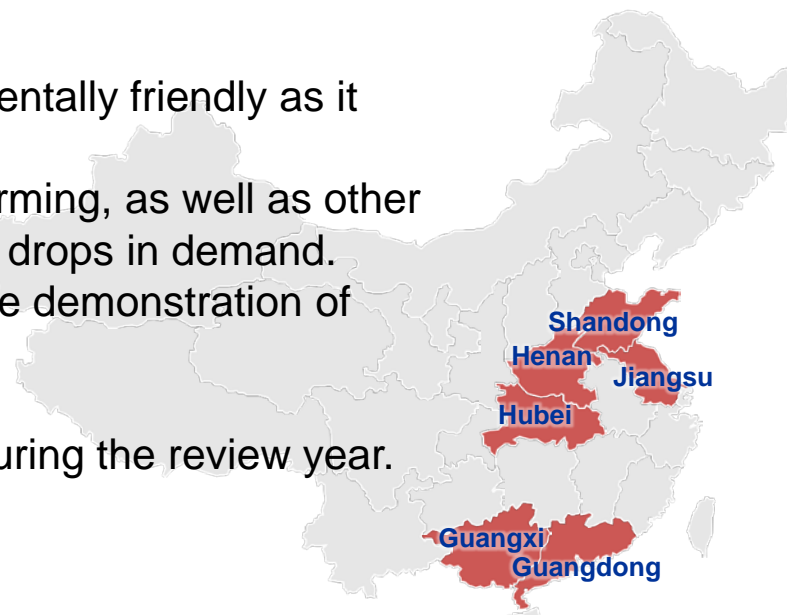 entally friendly as it
rming, as well as other
drops in demand.
e demonstration of
uring the review year.
Shandong
Henan
Jiangsu
Hubei
Guangxi
Guangdong